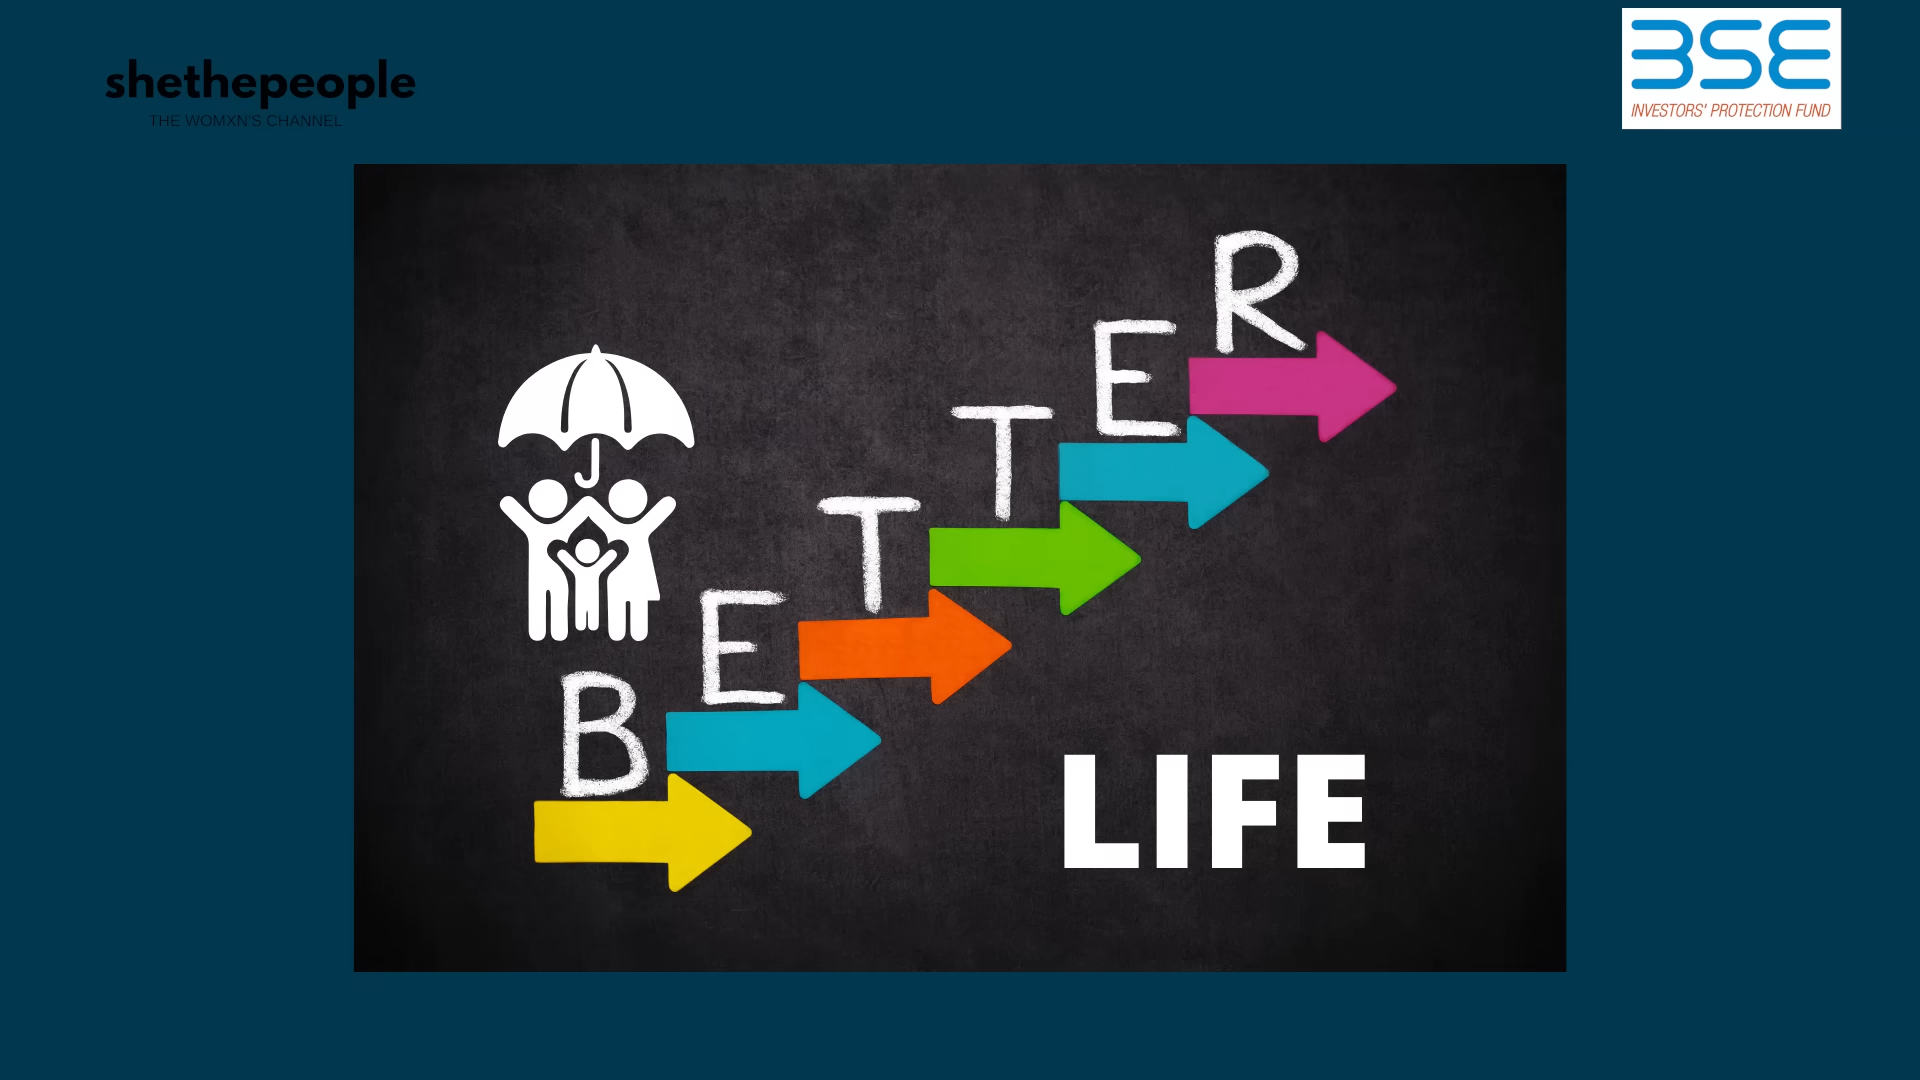 shethepeople
THE WOMXN'S CHANNEL
BSE
INVESTORS' PROTECTION FUND
BETTER
LIFE